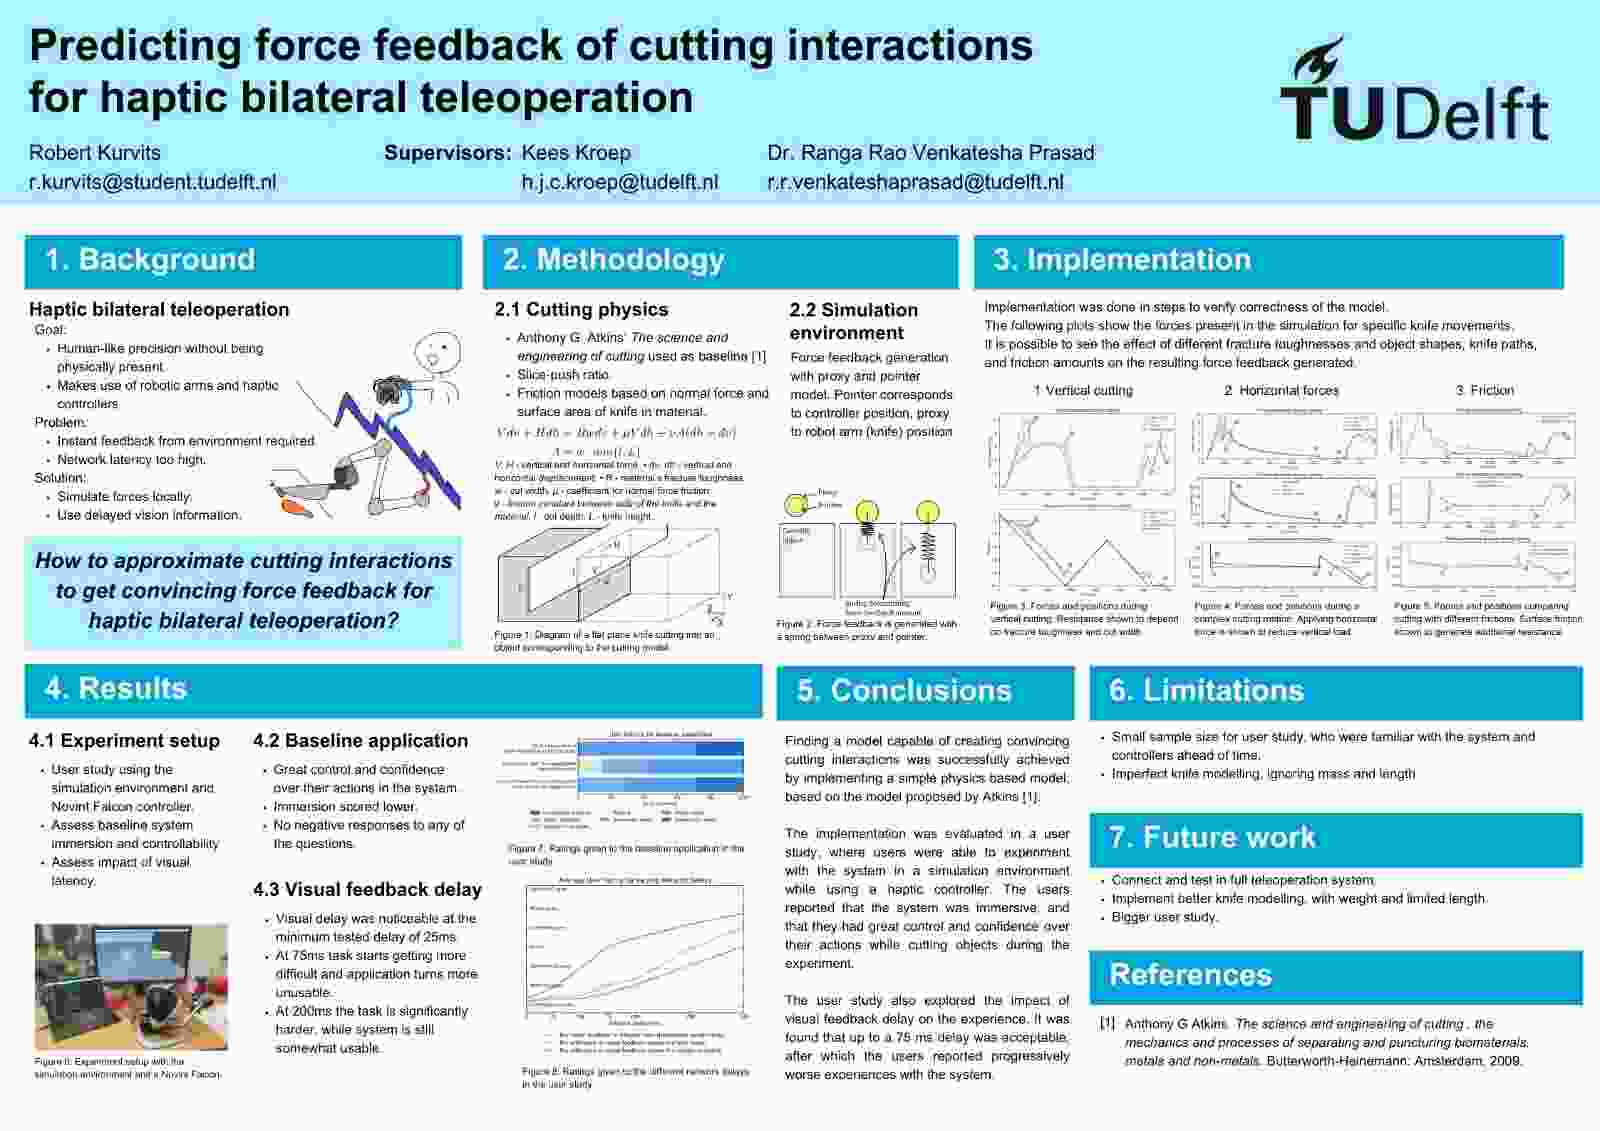 Predicting force feedback of cutting interactions
for haptic bilateral teleoperation
TUDelft
Robert Kurvits
r.kurvits@student.tudelft.nl
Supervisors: Kees Kroep
h.j.c.kroep@tudelft.nl
Dr. Ranga Rao Venkatesha Prasad
r.r.venkateshaprasad@tudelft.nl
1. Background
Haptic bilateral teleoperation
Goal:
• Human-like precision without being
physically present.
• Makes use of robotic arms and haptic
controllers.
Problem:
• Instant feedback from environment required.
• Network latency too high.
Solution:
• Simulate forces locally.
• Use delayed vision information.
How to approximate cutting interactions
to get convincing force feedback for
haptic bilateral teleoperation?
2. Methodology
2.1 Cutting physics
• Anthony G. Atkins' The science and
engineering of cutting used as baseline [1]
• Slice-push ratio.
• Friction models based on normal force and
surface area of knife in material.
V, H - vertical and horizontal force, • dv, dh - vertical and
horizontal displacement, • R - material's fracture toughness,
w - cut width, μ - coefficient for normal force friction
material, l - cut depth, L - knife height.
Figure 1: Diagram of a flat plane knife cutting into an
object corresponding to the cutting model.
2.2 Simulation
environment
Force feedback generation
with proxy and pointer
model. Pointer corresponds
to controller position, proxy
to robot arm (knife) position
Proxy
Pointer
Figure 2: Force feedback is generated with
a spring between proxy and pointer.
3. Implementation
Implementation was done in steps to verify correctness of the model.
The following plots show the forces present in the simulation for specific knife movements.
It is possible to see the effect of different fracture toughnesses and object shapes, knife paths,
and friction amounts on the resulting force feedback generated.
1. Vertical cutting
2. Horizontal forces
3. Friction
Figure 3: Forces and positions during
vertical cutting. Resistance shown to depend
on fracture toughness and cut width.
Figure 4: Forces and positions during a
complex cutting motion. Applying horizontal
force is shown to reduce vertical load.
Figure 5: Forces and positions comparing
cutting with different frictions. Surface friction
shown to generate additional resistance.
4. Results
4.1 Experiment setup
• User study using the
simulation environment and
Novint Falcon controller.
• Assess baseline system
immersion and controllability
• Assess impact of visual
latency.
Figure 6: Experiment setup with the
simulation environment and a Novint Falcon.
4.2 Baseline application
• Great control and confidence
over their actions in the system.
• Immersion scored lower.
• No negative responses to any of
the questions.
4.3 Visual feedback delay
• Visual delay was noticeable at the
minimum tested delay of 25ms
• At 75ms task starts getting more
difficult and application turns more
unusable.
• At 200ms the task is significantly
harder, while system is still
somewhat usable.
Figure 7: Ratings given to the baseline application in the
user study
Figure 8: Ratings given to the different network delays
in the user study
5. Conclusions
Finding a model capable of creating convincing
cutting interactions was successfully achieved
by implementing a simple physics based model,
based on the model proposed by Atkins [1].
The implementation was evaluated in a user
study, where users were able to experiment
with the system in a simulation environment
while using a haptic controller. The users
reported that the system was immersive, and
that they had great control and confidence over
their actions while cutting objects during the
experiment.
The user study also explored the impact of
visual feedback delay on the experience. It was
found that up to a 75 ms delay was acceptable,
after which the users reported progressively
worse experiences with the system.
6. Limitations
• Small sample size for user study, who were familiar with the system and
controllers ahead of time.
• Imperfect knife modelling, ignoring mass and length
7. Future work
• Connect and test in full teleoperation system.
• Implement better knife modelling, with weight and limited length.
• Bigger user study.
References
[1] Anthony G Atkins. The science and engineering of cutting , the
mechanics and processes of separating and puncturing biomaterials,
metals and non-metals. Butterworth-Heinemann: Amsterdam, 2009.